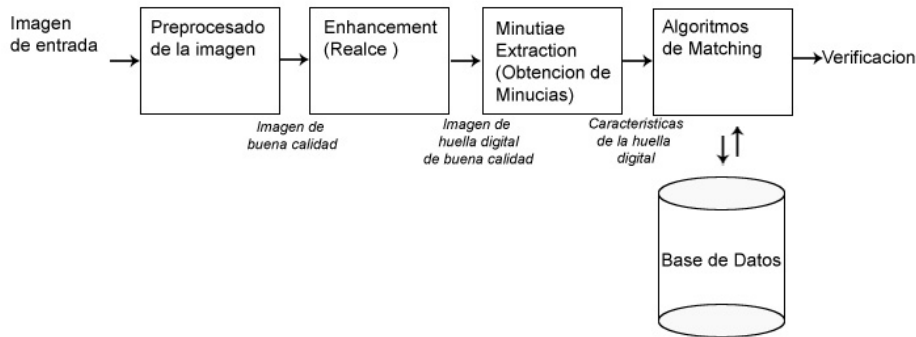 Imagen
de entrada
Preprocesado
de la imagen
Enhancement
(Realce )
Minutiae
Extraction
(Obtencion de
Minucias)
Algoritmos
de Matching
Verificacion
Imagen de
buena calidad
Imagen de
huella digital
de buena calidad
Características
de la huella
digital
Base de Datos